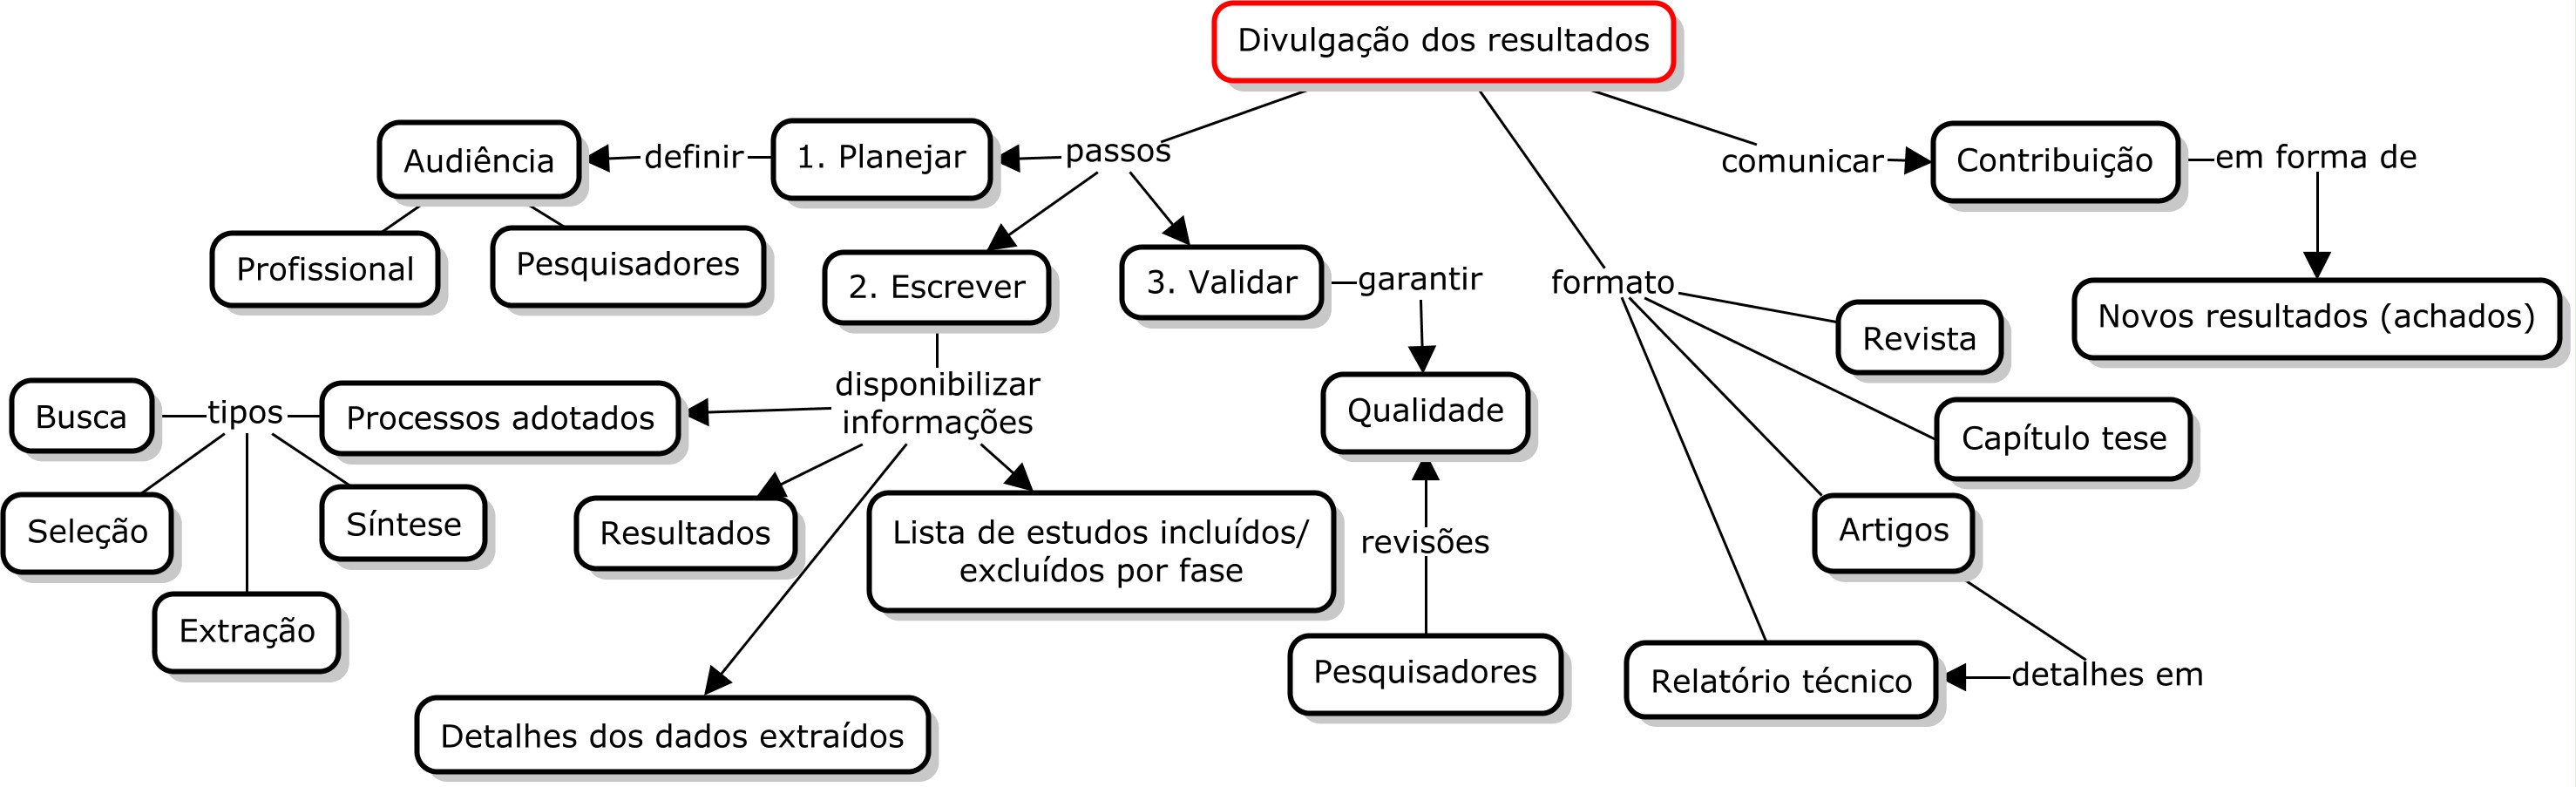 Divulgação dos resultados
Audiência
definir
1. Planejar
passos
comunicar
Contribuição
em forma de
Profissional
Pesquisadores
2. Escrever
3. Validar
garantir
formato
Revista
Novos resultados (achados)
Busca
tipos
Processos adotados
disponibilizar
informações
Qualidade
Capítulo tese
Seleção
Síntese
Resultados
Lista de estudos incluídos/
excluídos por fase
revisões
Artigos
Extração
Pesquisadores
Relatório técnico
detalhes em
Detalhes dos dados extraídos